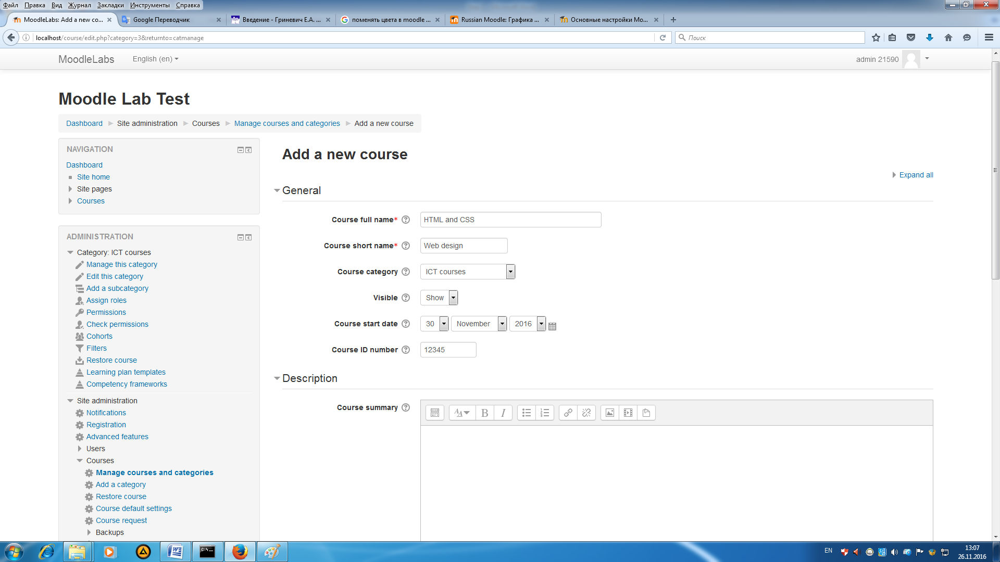 Файл Правка Вид Журнал Закладки Инструменты Справка
MoodleLabs: Add a new co... Google Переводчик Введение - Гриневич Е.А. ... поменять цвета в moodle ... Russian Moodle: Графика ... Основные настройки Mo...
localhost/course/edit.php?category=3&returnto=catmanage Поиск
MoodleLabs English (en) admin 21590
Moodle Lab Test
Dashboard Site administration Courses Manage courses and categories Add a new course
NAVIGATION
Dashboard
Site home
Site pages
Courses
ADMINISTRATION
Category: ICT courses
Manage this category
Edit this category
Add a subcategory
Assign roles
Permissions
Check permissions
Cohorts
Filters
Restore course
Learning plan templates
Competency frameworks
Site administration
Notifications
Registration
Advanced features
Users
Courses
Manage courses and categories
Add a category
Restore course
Course default settings
Course request
Backups
Add a new course
Expand all
General
Course full name* HTML and CSS
Course short name* Web design
Course category ICT courses
Visible Show
Course start date 30 November 2016
Course ID number 12345
Description
Course summary
EN 13:07
26.11.2016